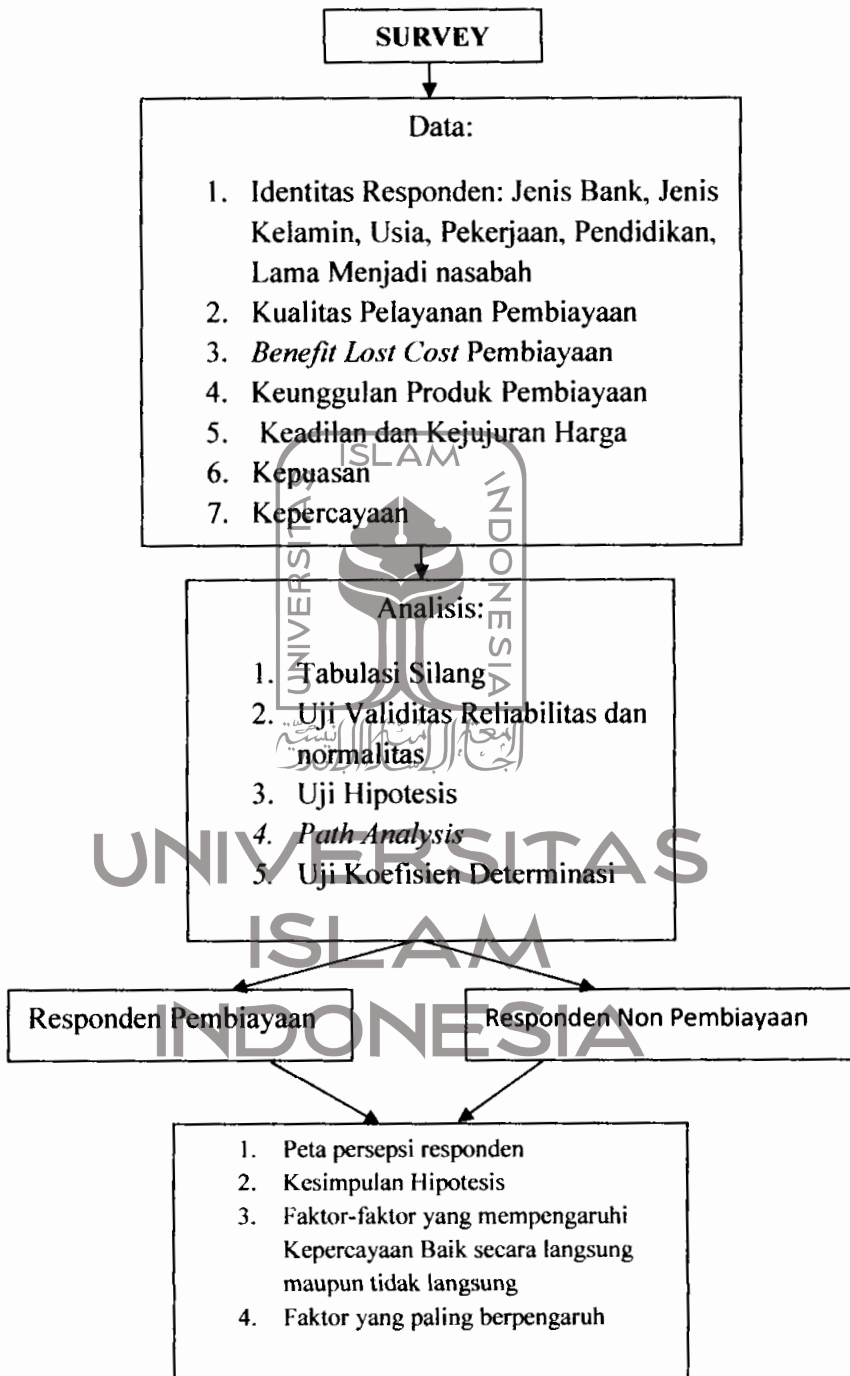 SURVEY
Data:
1. Identitas Responden: Jenis Bank, Jenis
Kelamin, Usia, Pekerjaan, Pendidikan,
Lama Menjadi nasabah
2. Kualitas Pelayanan Pembiayaan
3. Benefit Lost Cost Pembiayaan
4. Keunggulan Produk Pembiayaan
5. Keadilan dan Kejujuran Harga
6. Kepuasan
7. Kepercayaan
UNIVERSITAS
ISLAM
INDONESIA
Analisis:
1. Tabulasi Silang
2. Uji Validitas Reliabilitas dan
normalitas
3. Uji Hipotesis
4. Path Analysis
5. Uji Koefisien Determinasi
UNIVERSITAS
ISLAM
INDONESIA
Responden Pembiayaan
Responden Non Pembiayaan
1. Peta persepsi responden
2. Kesimpulan Hipotesis
3. Faktor-faktor yang mempengaruhi
Kepercayaan Baik secara langsung
maupun tidak langsung
4. Faktor yang paling berpengaruh